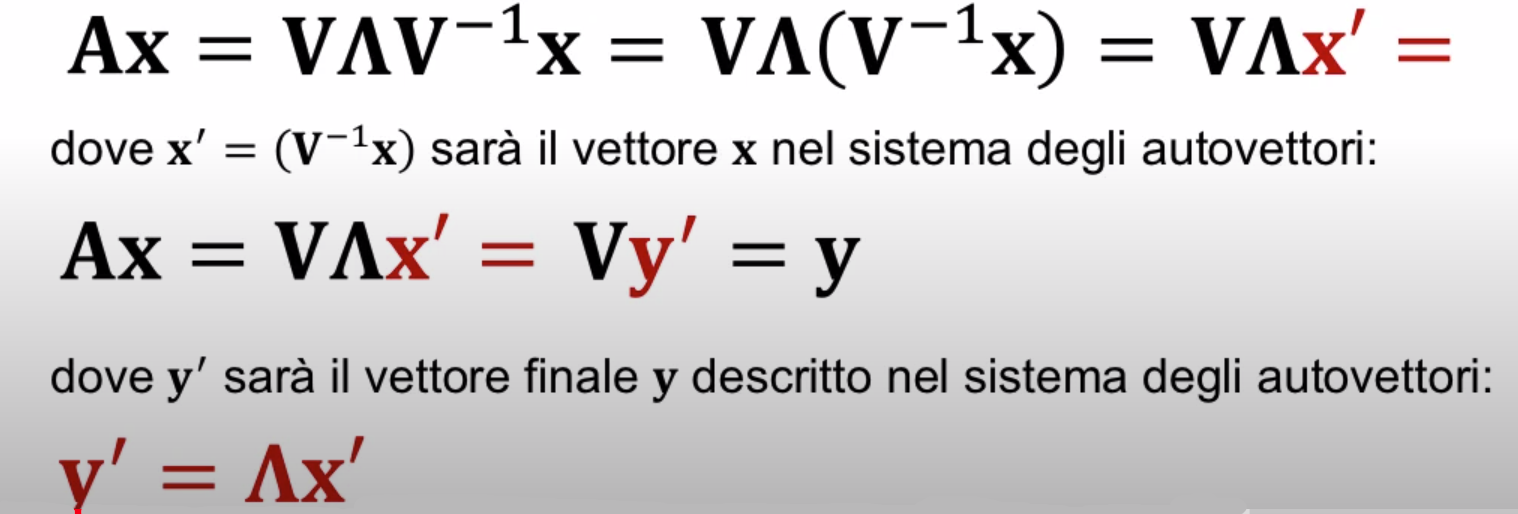 Ax = VΛV⁻¹x = VΛ(V⁻¹x) = VΛx′ =
dove x′ = (V⁻¹x) sarà il vettore x nel sistema degli autovettori:
Ax = VΛx′ = Vy′ = y
dove y′ sarà il vettore finale y descritto nel sistema degli autovettori:
y′ = Λx′